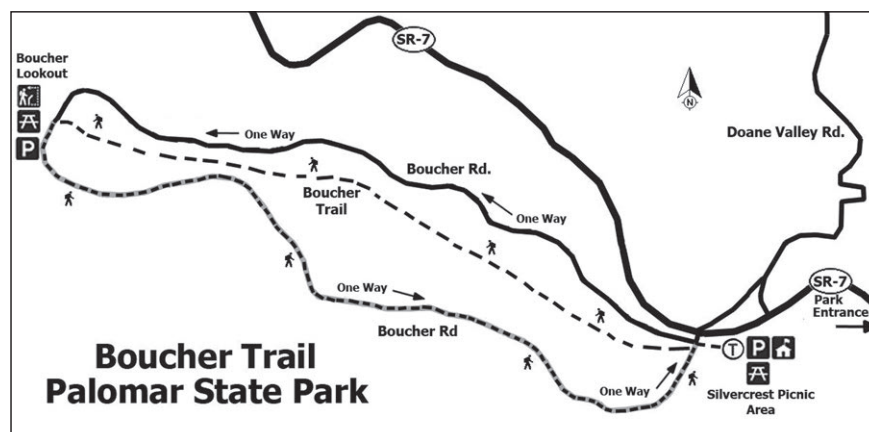 SR-7
Boucher
Lookout
P
N
Doane Valley Rd.
One Way
Boucher Rd.
Boucher
Trail
One Way
SR-7
Park
Entrance
One Way
Boucher Rd
T P
One Way
Silvercrest Picnic
Area
Boucher Trail
Palomar State Park